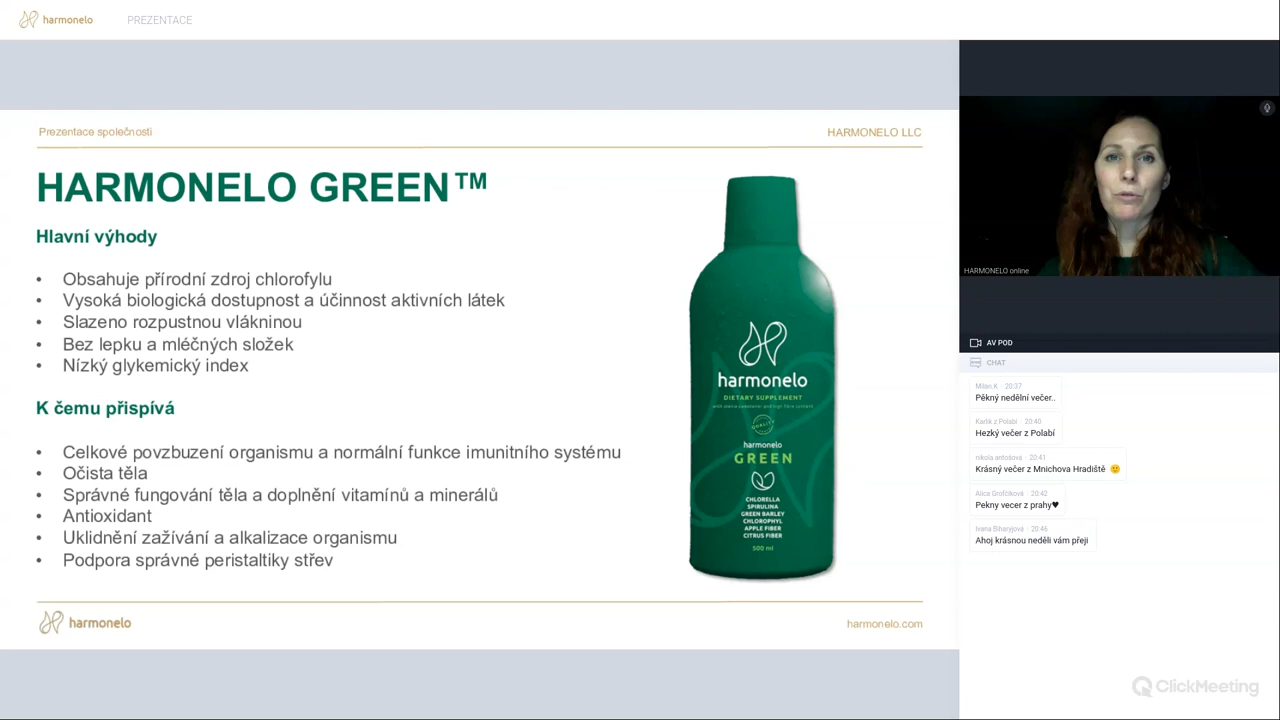 harmonelo
PREZENTACE
Prezentace společnosti
HARMONELO LLC
HARMONELO GREEN™
Hlavní výhody
• Obsahuje přírodní zdroj chlorofylu
• Vysoká biologická dostupnost a účinnost aktivních látek
• Slazeno rozpustnou vlákninou
• Bez lepku a mléčných složek
• Nízký glykemický index
K čemu přispívá
• Celkové povzbuzení organismu a normální funkce imunitního systému
• Očista těla
• Správné fungování těla a doplnění vitamínů a minerálů
• Antioxidant
• Uklidnění zažívání a alkalizace organismu
• Podpora správné peristaltiky střev
harmonelo
DIETARY SUPPLEMENT
QUALITY
harmonelo
GREEN
CHLORELLA
SPIRULINA
GREEN BARLEY
CHLOROPHYL
APPLE FIBER
CITRUS FIBER
500 ml
harmonelo
harmonelo.com
HARMONELO online
AV POD
CHAT
Milan.K · 20:37
Pěkný nedělní večer..
Karlik z Polabí · 20:40
Hezký večer z Polabí
nikola antošová · 20:41
Krásný večer z Mnichova Hradiště 🙂
Alica Grofčíková · 20:42
Pekny vecer z prahy♥
Ivana Biharyjová · 20:46
Ahoj krásnou neděli vám přeji
ClickMeeting